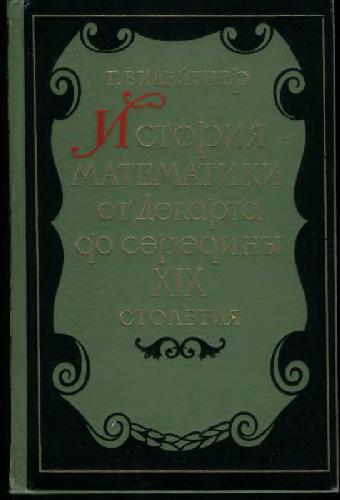 Г. ВИЛЕЙТНЕР
История
МАТЕМАТИКИ
от Декарта
до середины
XIX
СТОЛЕТИЯ